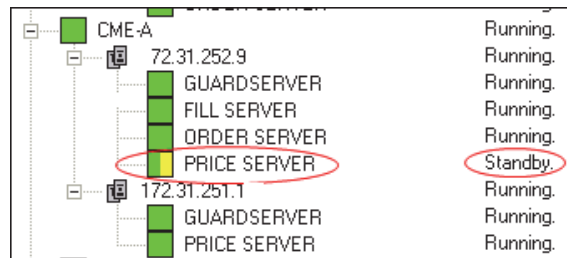 CME-A Running.
72.31.252.9 Running.
GUARDSERVER Running.
FILL SERVER Running.
ORDER SERVER Running.
PRICE SERVER Standby.
172.31.251.1 Running.
GUARDSERVER Running.
PRICE SERVER Running.